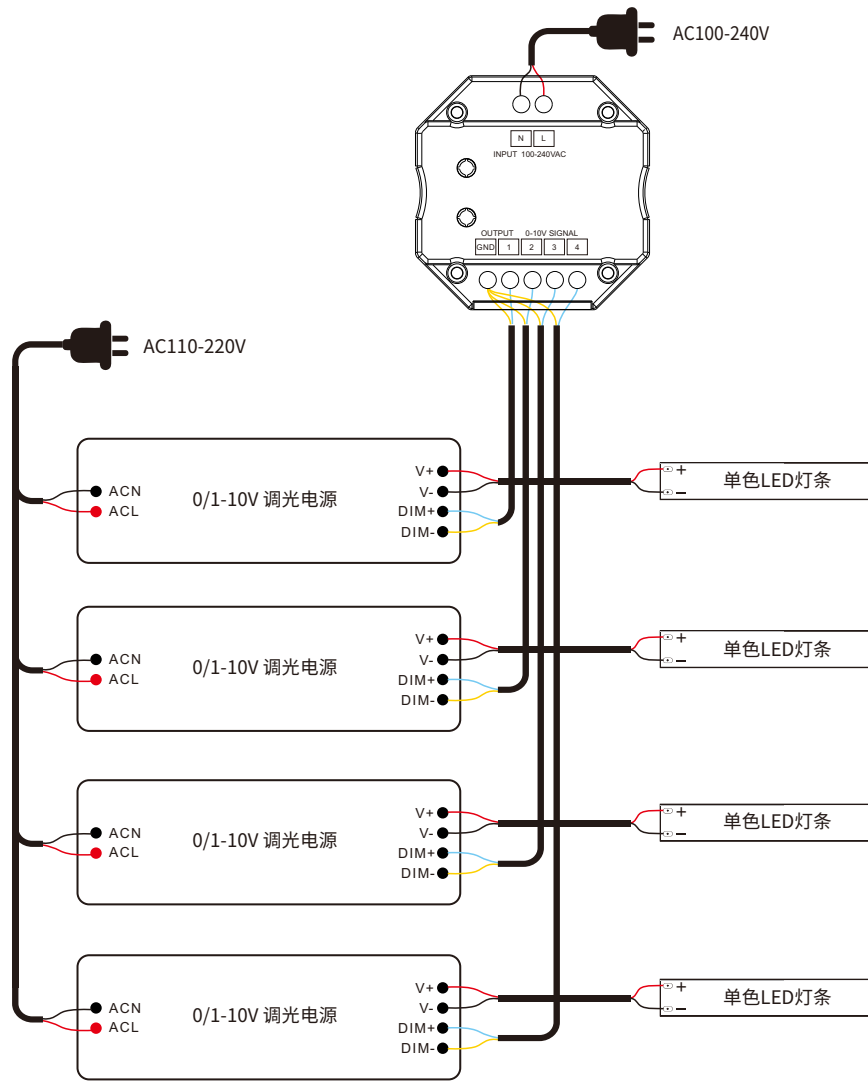 AC100-240V
N L
INPUT 100-240VAC
OUTPUT 0-10V SIGNAL
GND 1 2 3 4
AC110-220V
ACN
ACL
0/1-10V 调光电源
V+
V-
DIM+
DIM-
+
−
单色LED灯条
ACN
ACL
0/1-10V 调光电源
V+
V-
DIM+
DIM-
+
−
单色LED灯条
ACN
ACL
0/1-10V 调光电源
V+
V-
DIM+
DIM-
+
−
单色LED灯条
ACN
ACL
0/1-10V 调光电源
V+
V-
DIM+
DIM-
+
−
单色LED灯条